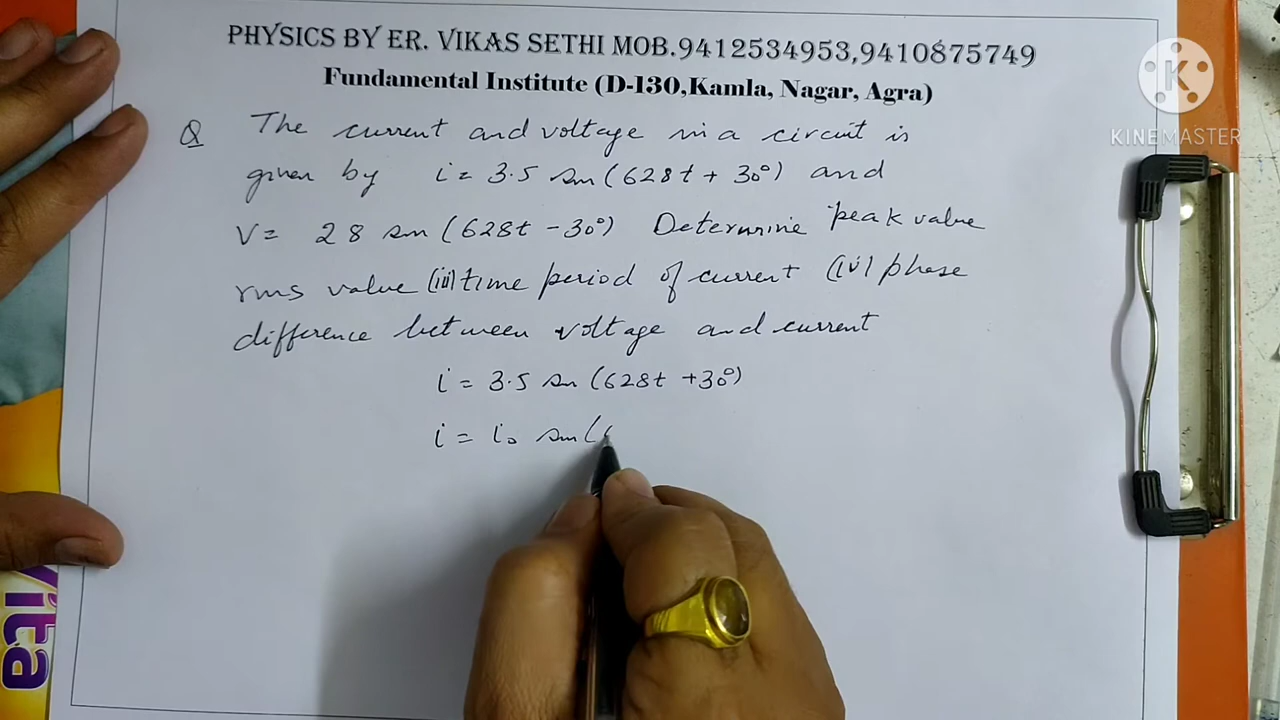 PHYSICS BY ER. VIKAS SETHI MOB.9412534953,9410875749
Fundamental Institute (D-130,Kamla, Nagar, Agra)
KINEMASTER
Q The current and voltage in a circuit is
given by i = 3.5 sin (628t + 30°) and
V = 28 sin (628t - 30°) Determine peak value
rms value (iii) time period of current (iv) phase
difference between voltage and current
i = 3.5 sin (628t + 30°)
i = i₀ sin (
vita